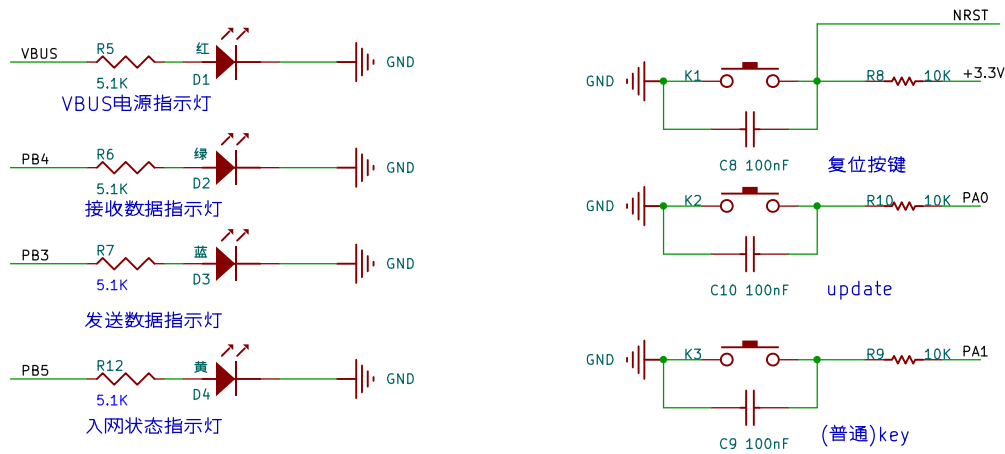 VBUS R5 红 GND
5.1K D1
VBUS电源指示灯
PB4 R6 绿 GND
5.1K D2
接收数据指示灯
PB3 R7 蓝 GND
5.1K D3
发送数据指示灯
PB5 R12 黄 GND
5.1K D4
入网状态指示灯
NRST
GND K1 R8 10K +3.3V
C8 100nF 复位按键
GND K2 R10 10K PA0
C10 100nF update
GND K3 R9 10K PA1
C9 100nF (普通)key